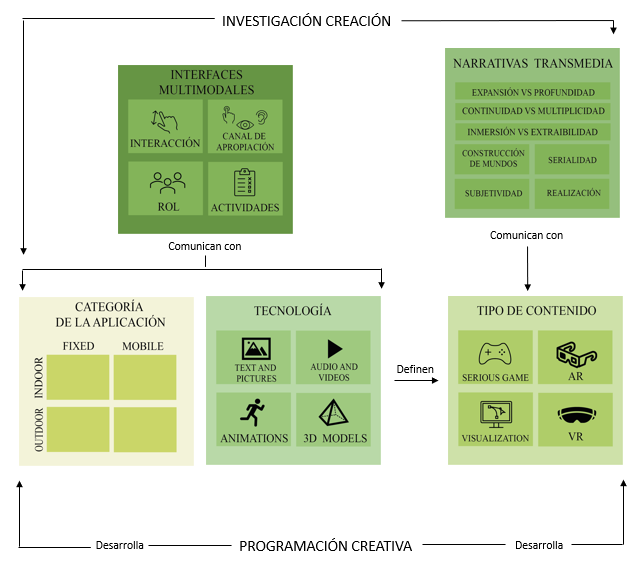 INVESTIGACIÓN CREACIÓN
INTERFACES
MULTIMODALES
INTERACCIÓN
CANAL DE
APROPIACIÓN
ROL
ACTIVIDADES
NARRATIVAS TRANSMEDIA
EXPANSIÓN VS PROFUNDIDAD
CONTINUIDAD VS MULTIPLICIDAD
INMERSIÓN VS EXTRAIBILIDAD
CONSTRUCCIÓN
DE MUNDOS
SERIALIDAD
SUBJETIVIDAD
REALIZACIÓN
Comunican con
Comunican con
CATEGORÍA
DE LA APLICACIÓN
FIXED
MOBILE
INDOOR
OUTDOOR
TECNOLOGÍA
TEXT AND
PICTURES
AUDIO AND
VIDEOS
ANIMATIONS
3D MODELS
Definen
TIPO DE CONTENIDO
SERIOUS GAME
AR
VISUALIZATION
VR
Desarrolla
PROGRAMACIÓN CREATIVA
Desarrolla